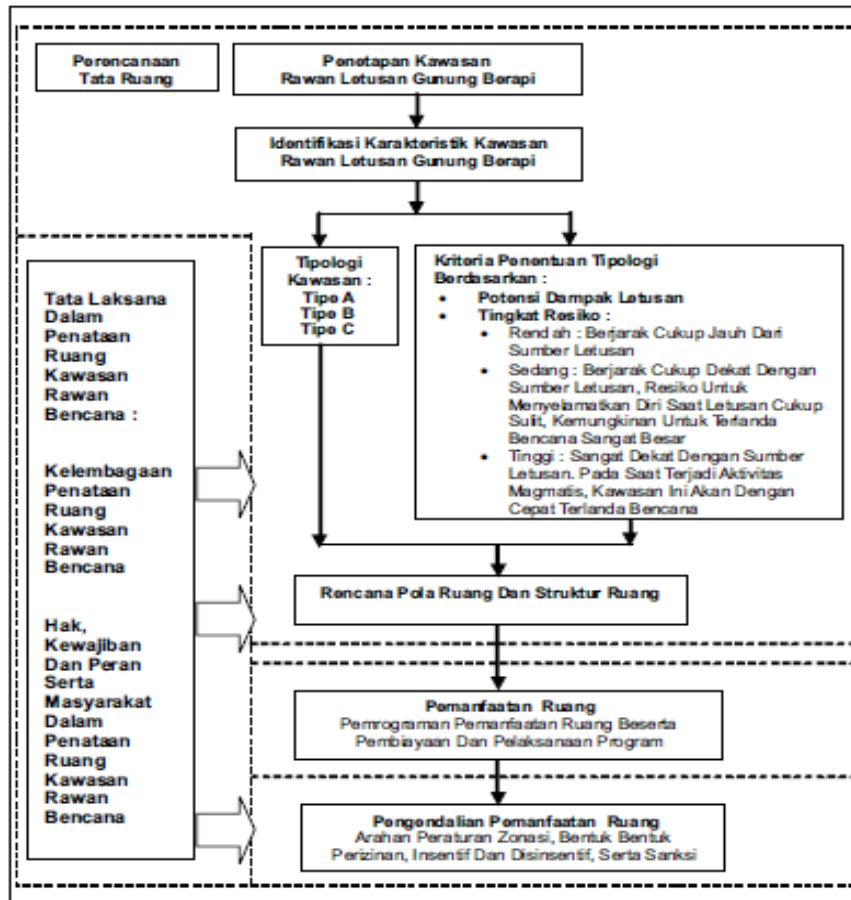 Perencanaan
Tata Ruang
Penetapan Kawasan
Rawan Letusan Gunung Berapi
Identifikasi Karakteristik Kawasan
Rawan Letusan Gunung Berapi
Tipologi
Kawasan :
Tipe A
Tipe B
Tipe C
Kriteria Penentuan Tipologi
Berdasarkan :
• Potensi Dampak Letusan
• Tingkat Resiko :
• Rendah : Berjarak Cukup Jauh Dari
Sumber Letusan
• Sedang : Berjarak Cukup Dekat Dengan
Sumber Letusan, Resiko Untuk
Menyelamatkan Diri Saat Letusan Cukup
Sulit, Kemungkinan Untuk Terlanda
Bencana Sangat Besar
• Tinggi : Sangat Dekat Dengan Sumber
Letusan. Pada Saat Terjadi Aktivitas
Magmatis, Kawasan Ini Akan Dengan
Cepat Terlanda Bencana
Tata Laksana
Dalam
Penataan
Ruang
Kawasan
Rawan
Bencana :
Kelembagaan
Penataan
Ruang
Kawasan
Rawan
Bencana
Hak,
Kewajiban
Dan Peran
Serta
Masyarakat
Dalam
Penataan
Ruang
Kawasan
Rawan
Bencana
Rencana Pola Ruang Dan Struktur Ruang
Pemanfaatan Ruang
Pemrograman Pemanfaatan Ruang Beserta
Pembiayaan Dan Pelaksanaan Program
Pengendalian Pemanfaatan Ruang
Arahan Peraturan Zonasi, Bentuk Bentuk
Perizinan, Insentif Dan Disinsentif, Serta Sanksi